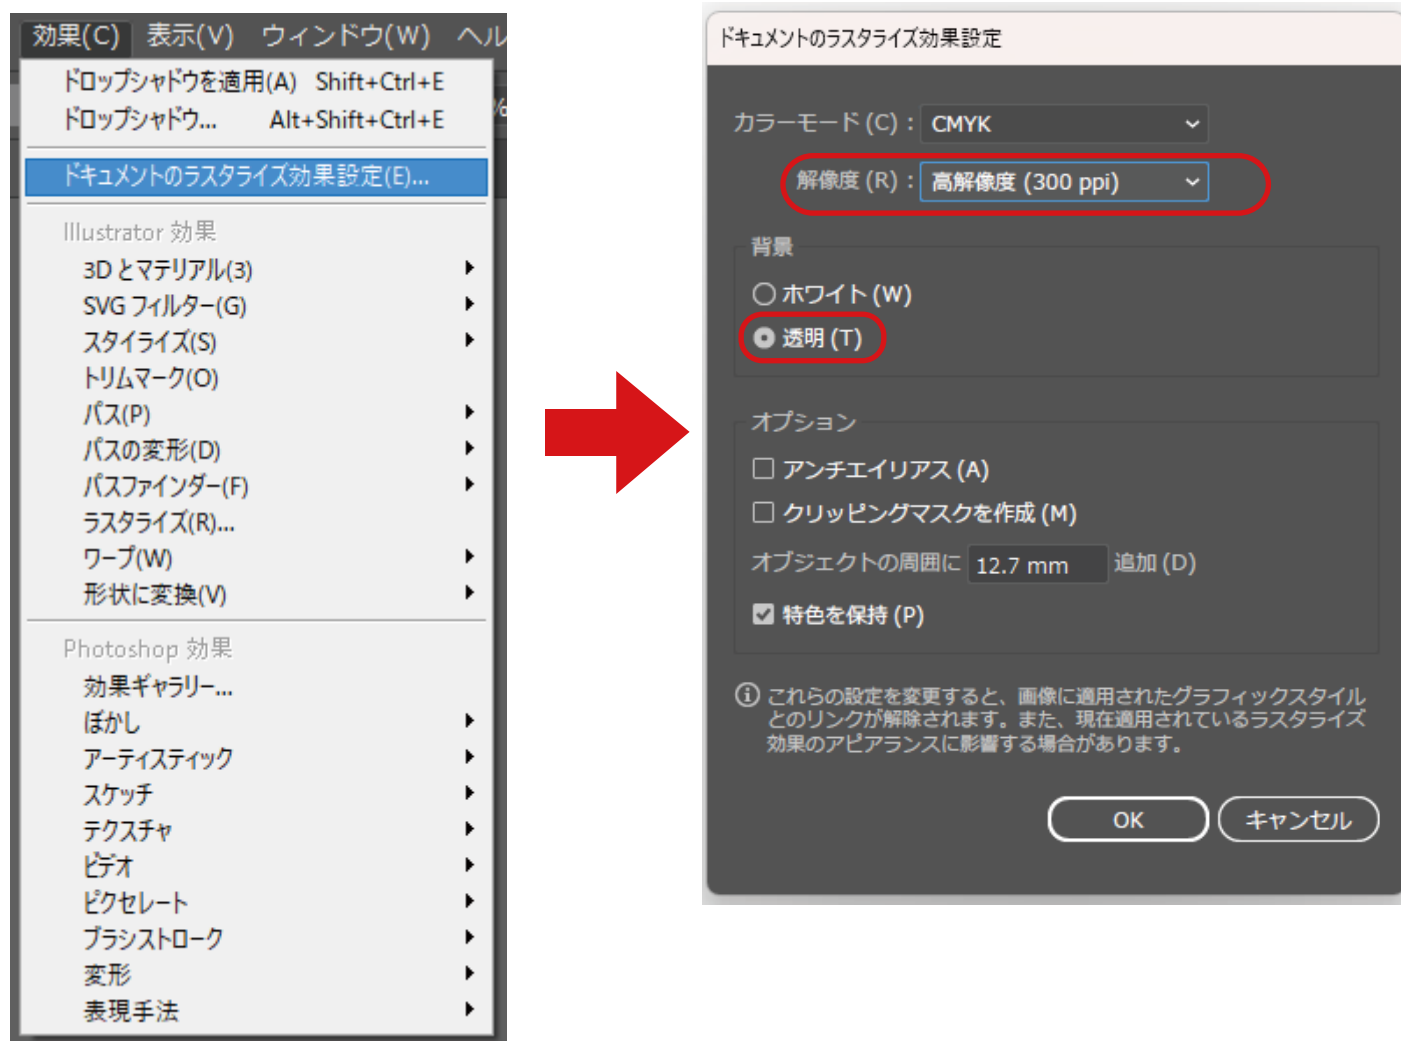 効果(C) 表示(V) ウィンドウ(W) ヘル
ドロップシャドウを適用(A) Shift+Ctrl+E
ドロップシャドウ... Alt+Shift+Ctrl+E
%
ドキュメントのラスタライズ効果設定(E)...
Illustrator 効果
3D とマテリアル(3)
SVG フィルター(G)
スタイライズ(S)
トリムマーク(O)
パス(P)
パスの変形(D)
パスファインダー(F)
ラスタライズ(R)...
ワープ(W)
形状に変換(V)
Photoshop 効果
効果ギャラリー...
ぼかし
アーティスティック
スケッチ
テクスチャ
ビデオ
ピクセレート
ブラシストローク
変形
表現手法
ドキュメントのラスタライズ効果設定
カラーモード (C) : CMYK
解像度 (R) : 高解像度 (300 ppi)
背景
ホワイト (W)
透明 (T)
オプション
アンチエイリアス (A)
クリッピングマスクを作成 (M)
オブジェクトの周囲に 12.7 mm 追加 (D)
特色を保持 (P)
これらの設定を変更すると、画像に適用されたグラフィックスタイル
とのリンクが解除されます。また、現在適用されているラスタライズ
効果のアピアランスに影響する場合があります。
OK キャンセル